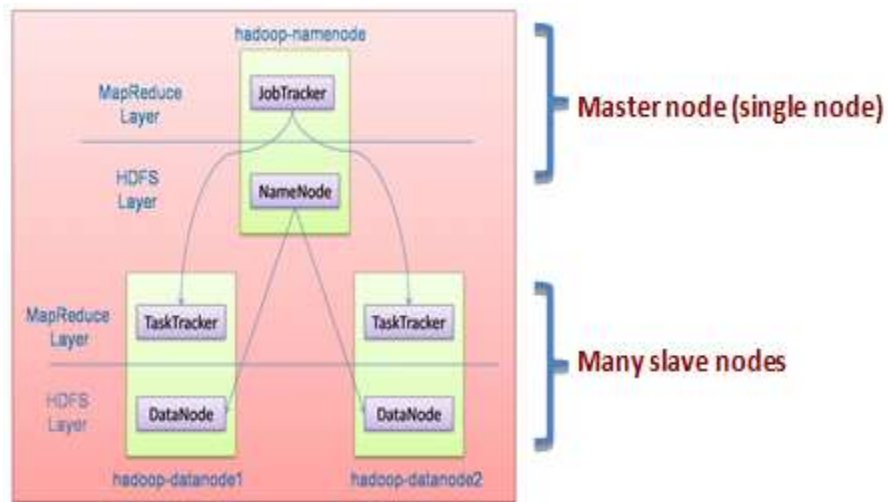 hadoop-namenode
MapReduce
Layer
JobTracker
Master node (single node)
HDFS
Layer
NameNode
MapReduce
Layer
TaskTracker
TaskTracker
Many slave nodes
HDFS
Layer
DataNode
DataNode
hadoop-datanode1
hadoop-datanode2